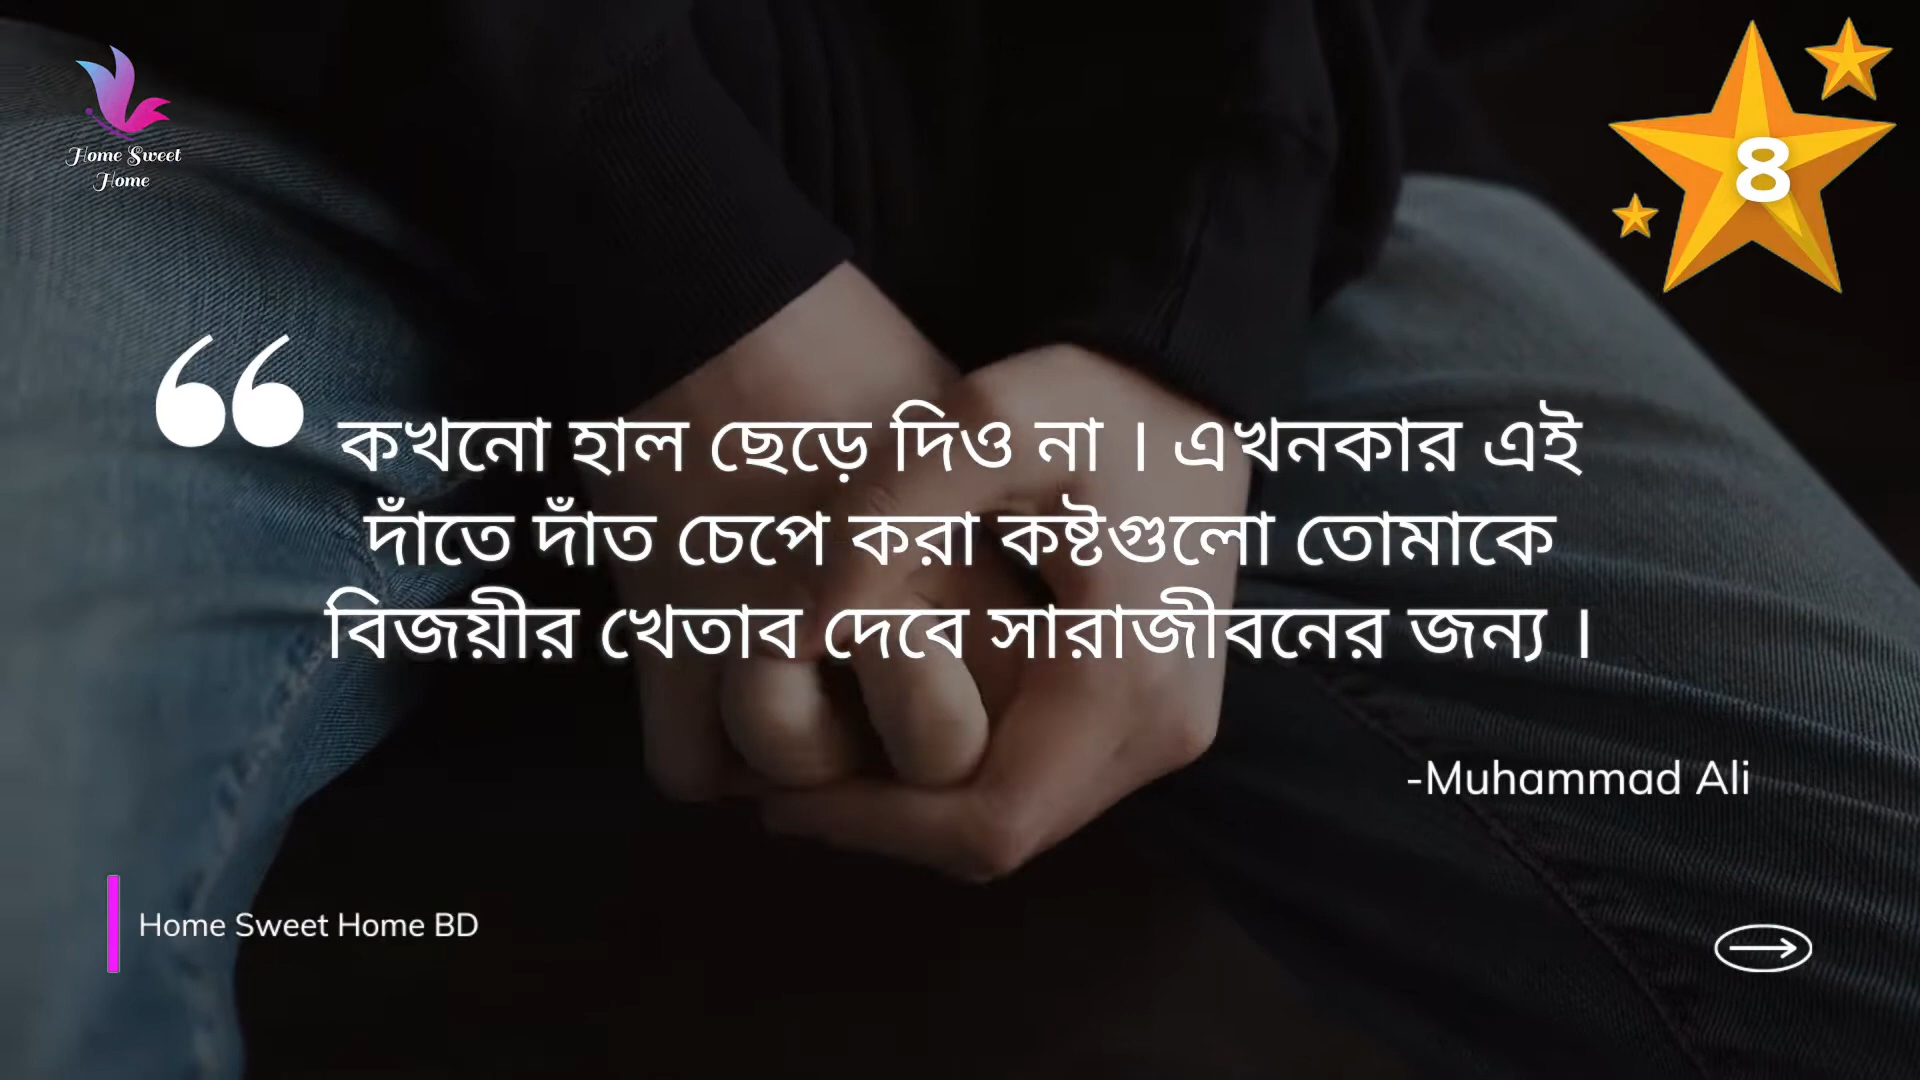 Home Sweet
Home
8
কখনো হাল ছেড়ে দিও না । এখনকার এই
দাঁতে দাঁত চেপে করা কষ্টগুলো তোমাকে
বিজয়ীর খেতাব দেবে সারাজীবনের জন্য ।
-Muhammad Ali
Home Sweet Home BD